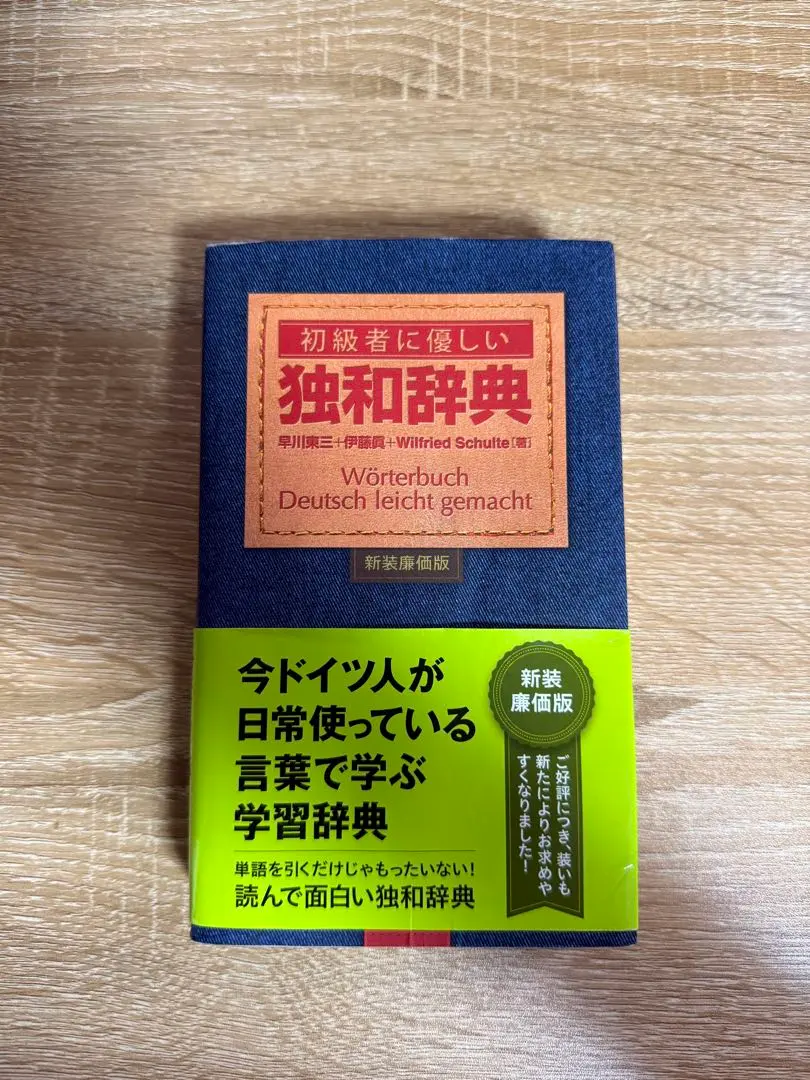 初級者に優しい
独和辞典
早川東三+伊藤眞+Wilfried Schulte[著]
Wörterbuch
Deutsch leicht gemacht
新装廉価版
今ドイツ人が
日常使っている
言葉で学ぶ
学習辞典
単語を引くだけじゃもったいない!
読んで面白い独和辞典
新装
廉価版
ご好評につき、装いも
新たによりお求めや
すくなりました!